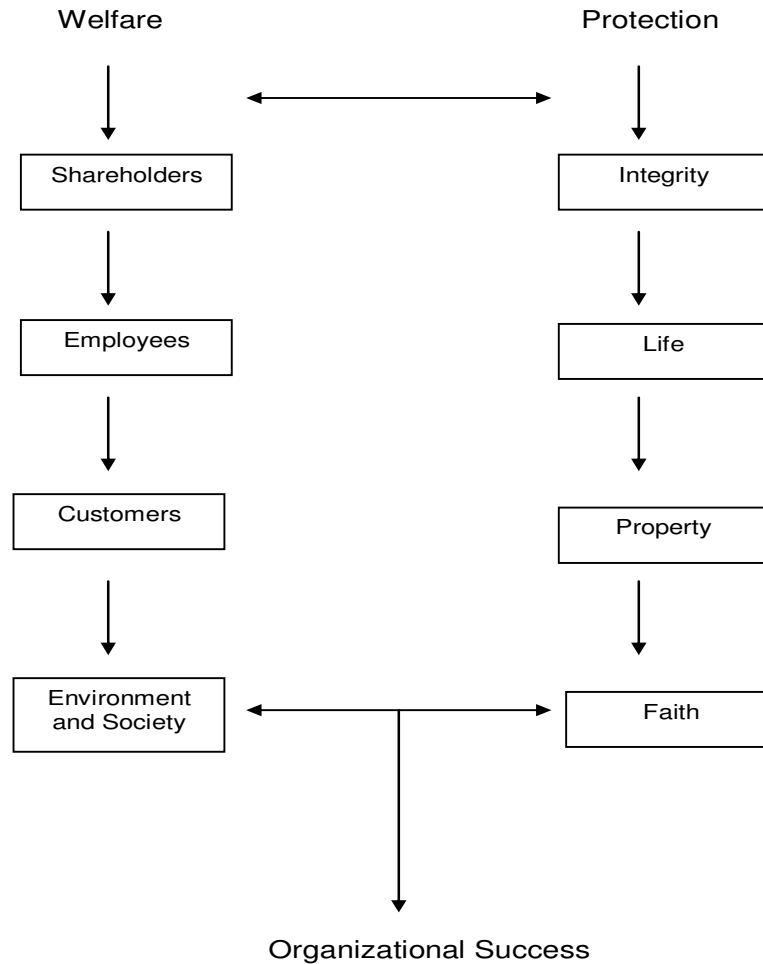 Welfare
Protection
Shareholders
Integrity
Employees
Life
Customers
Property
Environment
and Society
Faith
Organizational Success